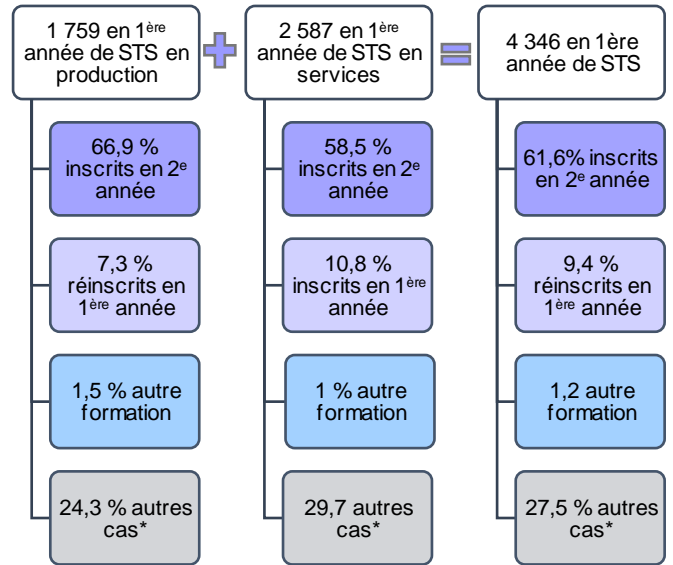 1 759 en 1ère
année de STS en
production
66,9 %
inscrits en 2e
année
7,3 %
réinscrits en
1ère année
1,5 % autre
formation
24,3 % autres
cas*
2 587 en 1ère
année de STS en
services
58,5 %
inscrits en 2e
année
10,8 %
inscrits en 1ère
année
1 % autre
formation
29,7 autres
cas*
4 346 en 1ère
année de STS
61,6% inscrits
en 2e année
9,4 %
réinscrits en
1ère année
1,2 autre
formation
27,5 % autres
cas*